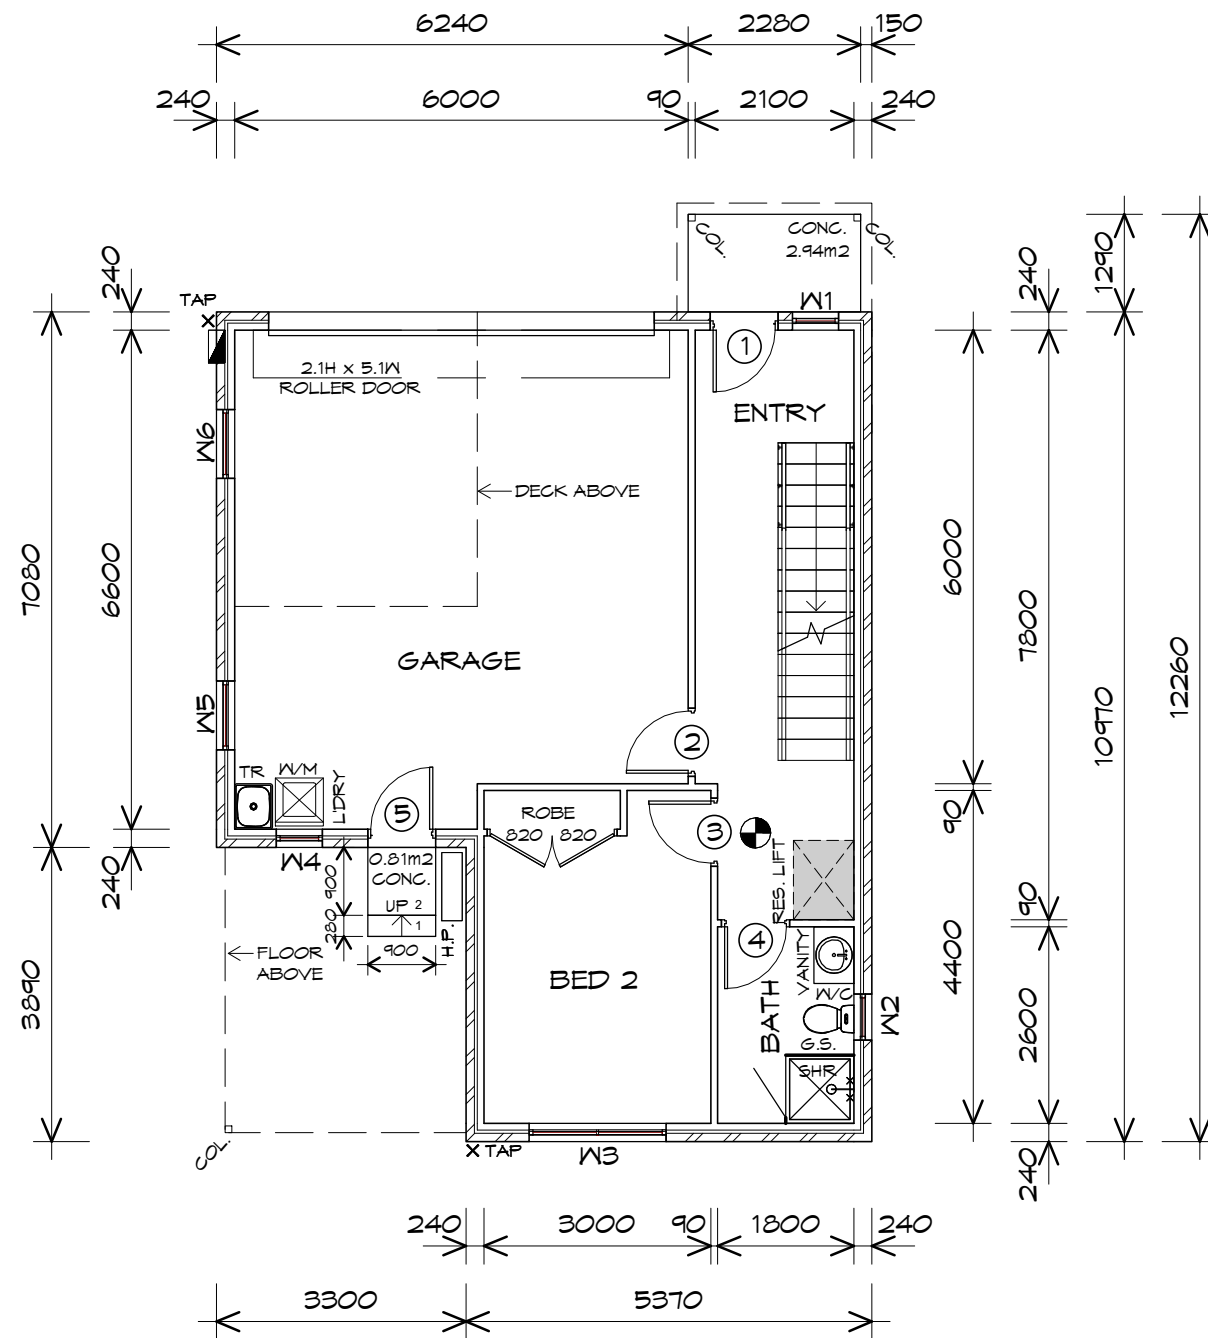 6240
2280
150
240
6000
90
2100
240
TAP
240
COL.
CONC.
2.94m2
COL.
W1
240
1290
2.1H x 5.1W
ROLLER DOOR
1
ENTRY
W6
DECK ABOVE
7080
6600
6000
7800
GARAGE
W5
2
10970
12260
TR
W/M
L'DRY
5
ROBE
820
820
3
90
W4
0.81m2
CONC.
240
900
UP
2
1
280
900
H.P.
RES. LIFT
90
FLOOR
ABOVE
4
VANITY
BED 2
BATH
W/C
W2
G.S.
SHR
3890
4400
2600
COL.
TAP
W3
240
240
3000
90
1800
240
3300
5370